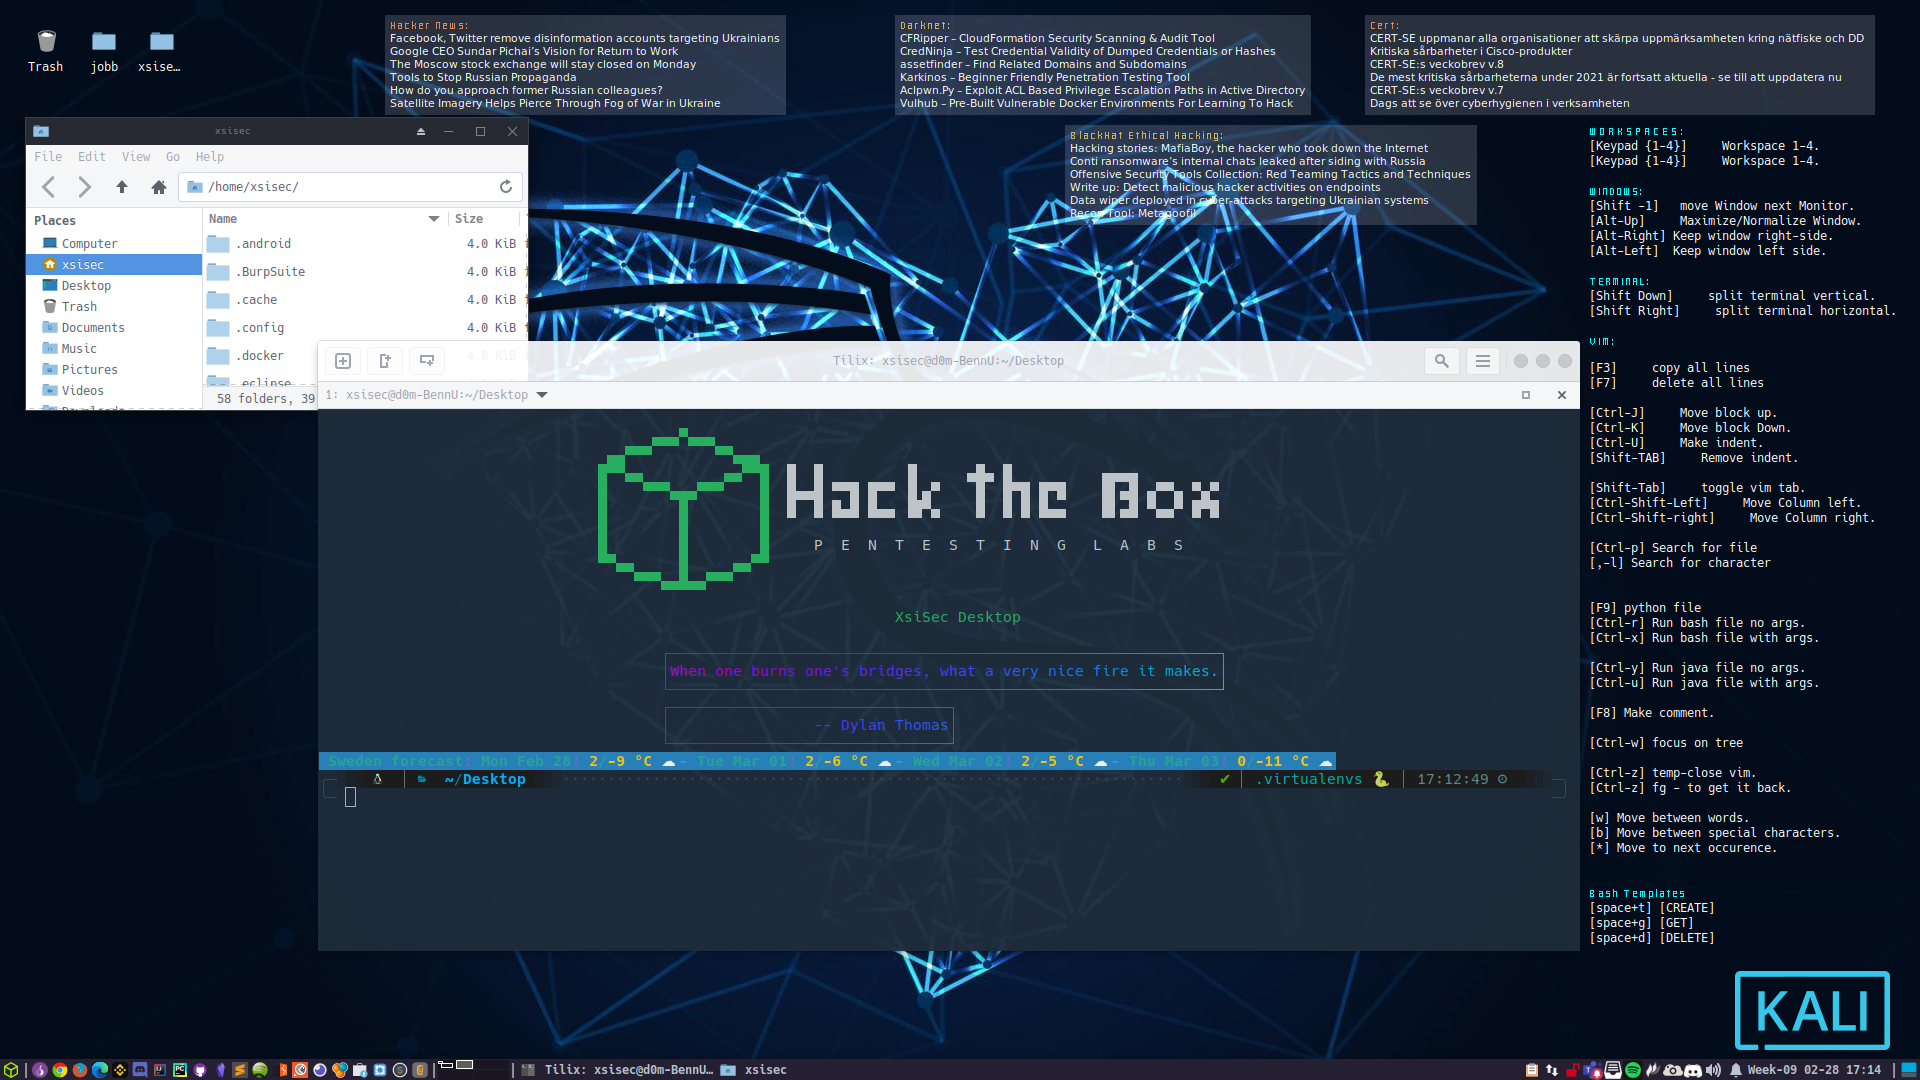 Trash
jobb
xsise...
Hacker News:
Facebook, Twitter remove disinformation accounts targeting Ukrainians
Google CEO Sundar Pichai's Vision for Return to Work
The Moscow stock exchange will stay closed on Monday
Tools to Stop Russian Propaganda
How do you approach former Russian colleagues?
Satellite Imagery Helps Pierce Through Fog of War in Ukraine
Darknet:
CFRipper – CloudFormation Security Scanning & Audit Tool
CredNinja – Test Credential Validity of Dumped Credentials or Hashes
assetfinder – Find Related Domains and Subdomains
Karkinos – Beginner Friendly Penetration Testing Tool
Aclpwn.Py – Exploit ACL Based Privilege Escalation Paths in Active Directory
Vulhub – Pre-Built Vulnerable Docker Environments For Learning To Hack
Cert:
CERT-SE uppmanar alla organisationer att skärpa uppmärksamheten kring nätfiske och DD
Kritiska sårbarheter i Cisco-produkter
CERT-SE:s veckobrev v.8
De mest kritiska sårbarheterna under 2021 är fortsatt aktuella - se till att uppdatera nu
CERT-SE:s veckobrev v.7
Dags att se över cyberhygienen i verksamheten
BlackHat Ethical Hacking:
Hacking stories: MafiaBoy, the hacker who took down the Internet
Conti ransomware's internal chats leaked after siding with Russia
Offensive Security Tools Collection: Red Teaming Tactics and Techniques
Write up: Detect malicious hacker activities on endpoints
Data wiper deployed in cyber-attacks targeting Ukrainian systems
Recon Tool: Metagoofil
xsisec
File Edit View Go Help
/home/xsisec/
Places
Computer
xsisec
Desktop
Trash
Documents
Music
Pictures
Videos
Downloads
Name Size
.android 4.0 KiB
.BurpSuite 4.0 KiB
.cache 4.0 KiB
.config 4.0 KiB
.docker 4.0 KiB
.eclipse
58 folders, 39
Tilix: xsisec@d0m-BennU:~/Desktop
1: xsisec@d0m-BennU:~/Desktop
Hack The Box
PENTESTING LABS
XsiSec Desktop
When one burns one's bridges, what a very nice fire it makes.
-- Dylan Thomas
Sweden forecast: Mon Feb 28: 2/-9 °C ☁- Tue Mar 01: 2/-6 °C ☁- Wed Mar 02: 2/-5 °C ☁- Thu Mar 03: 0/-11 °C ☁
~/Desktop ✔ .virtualenvs 🐍 17:12:49
WORKSPACES:
[Keypad {1-4}] Workspace 1-4.
[Keypad {1-4}] Workspace 1-4.
WINDOWS:
[Shift -1] move Window next Monitor.
[Alt-Up] Maximize/Normalize Window.
[Alt-Right] Keep window right-side.
[Alt-Left] Keep window left side.
TERMINAL:
[Shift Down] split terminal vertical.
[Shift Right] split terminal horizontal.
VIM:
[F3] copy all lines
[F7] delete all lines
[Ctrl-J] Move block up.
[Ctrl-K] Move block Down.
[Ctrl-U] Make indent.
[Shift-TAB] Remove indent.
[Shift-Tab] toggle vim tab.
[Ctrl-Shift-Left] Move Column left.
[Ctrl-Shift-right] Move Column right.
[Ctrl-p] Search for file
[,-l] Search for character
[F9] python file
[Ctrl-r] Run bash file no args.
[Ctrl-x] Run bash file with args.
[Ctrl-y] Run java file no args.
[Ctrl-u] Run java file with args.
[F8] Make comment.
[Ctrl-w] focus on tree
[Ctrl-z] temp-close vim.
[Ctrl-z] fg - to get it back.
[w] Move between words.
[b] Move between special characters.
[*] Move to next occurence.
Bash Templates
[space+t] [CREATE]
[space+g] [GET]
[space+d] [DELETE]
KALI
Tilix: xsisec@d0m-BennU... xsisec
Week-09 02-28 17:14